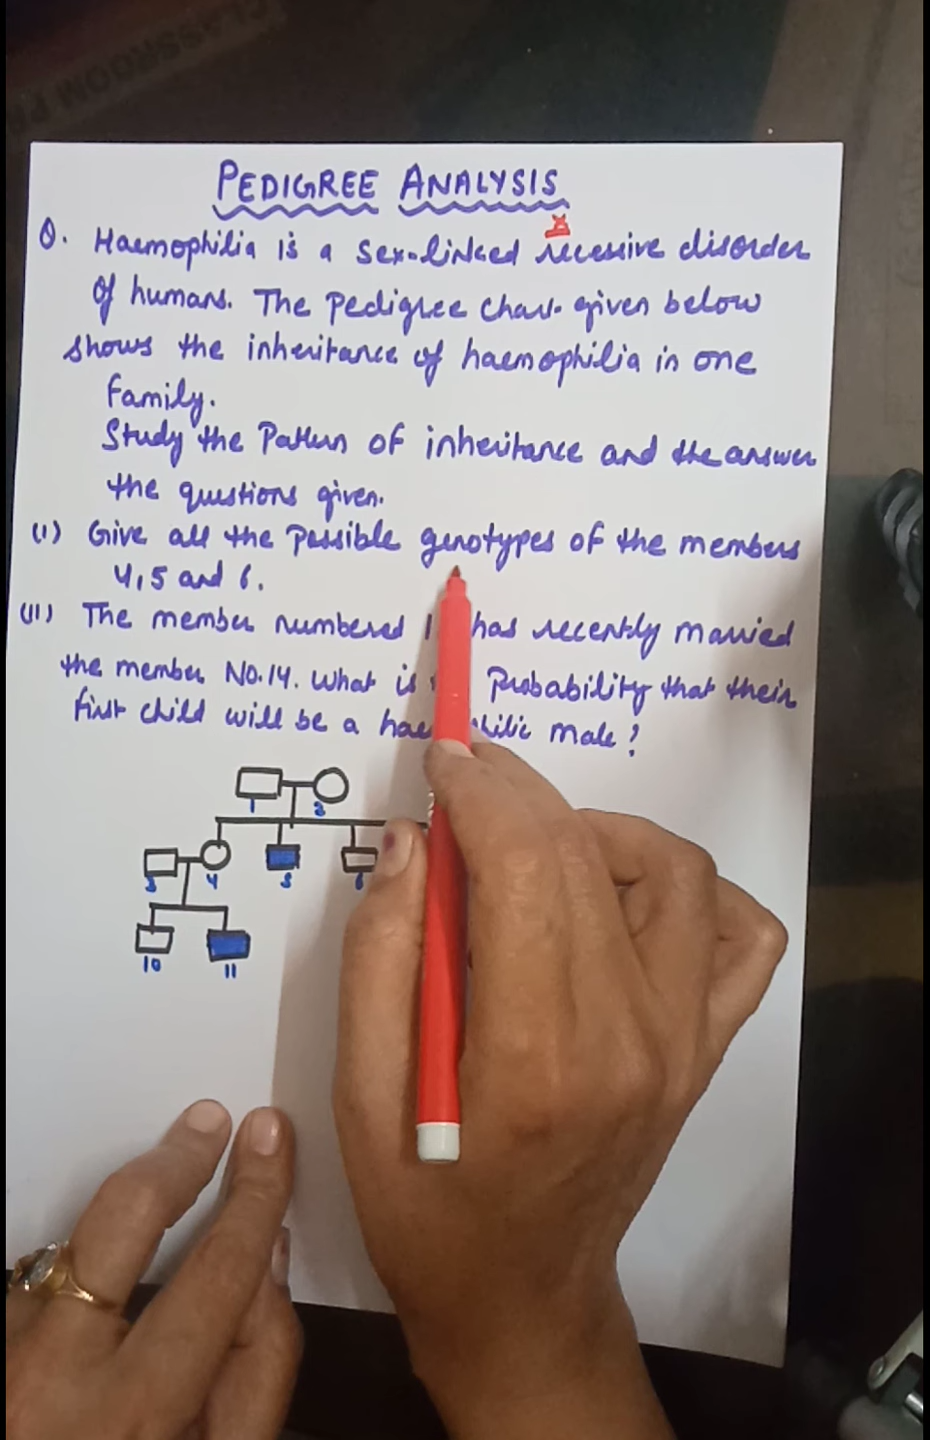 CLASSROOM PA
PEDIGREE ANALYSIS
Q. Haemophilia is a sex-linked recessive disorder
of humans. The pedigree chart given below
shows the inheritance of haemophilia in one
family.
Study the Pattern of inheritance and the answer
the questions given.
(I) Give all the possible genotypes of the members
4,5 and 6.
(II) The member numbered has recently married
the member No.14. What is Probability that their
first child will be a male?
1 2
3 4 5 6
10 11